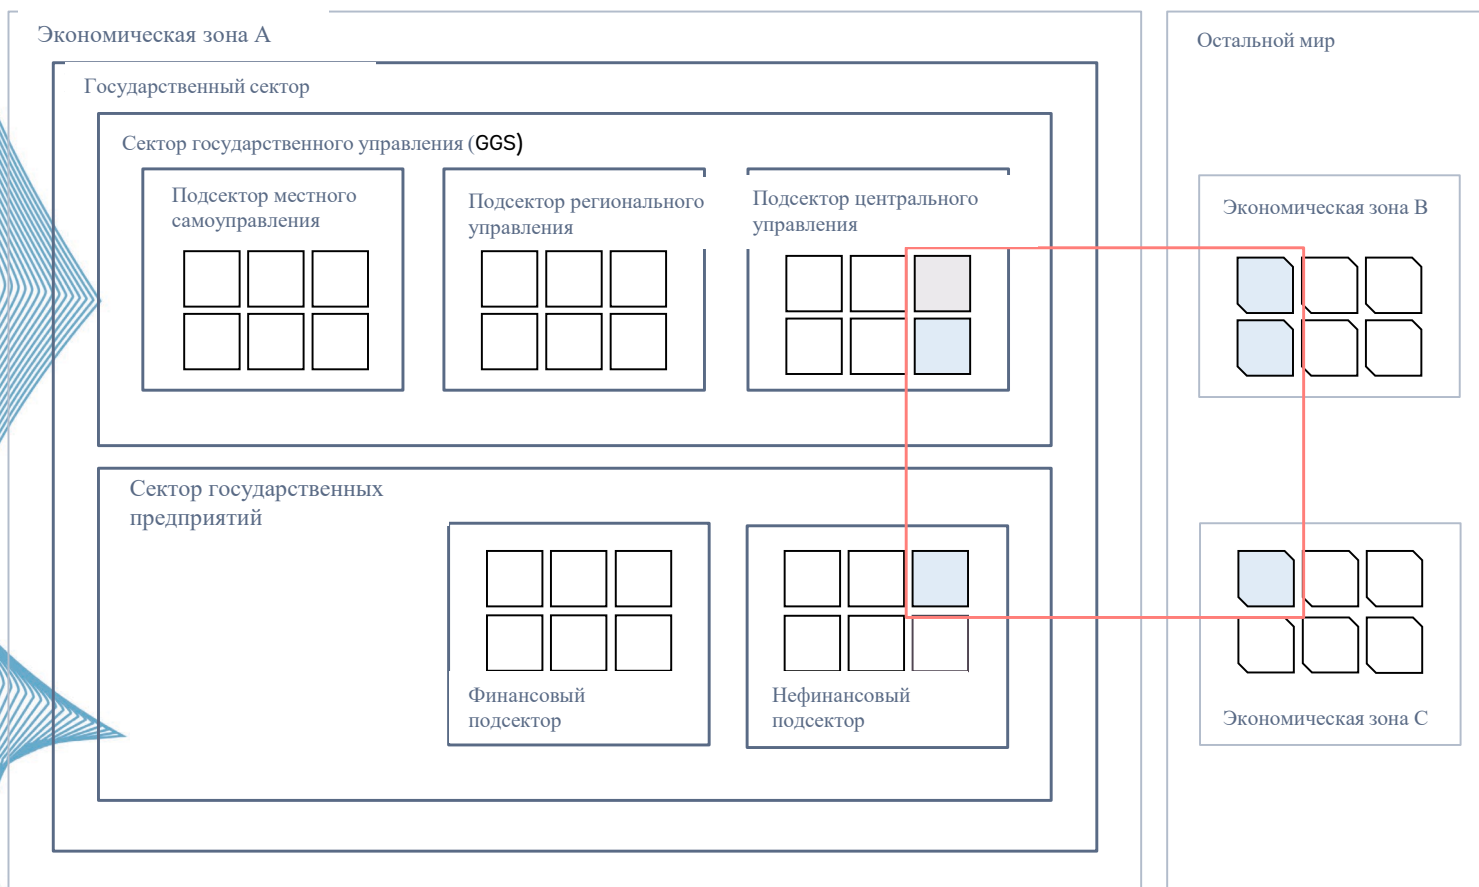 Экономическая зона А
Остальной мир
Государственный сектор
Сектор государственного управления (GGS)
Подсектор местного
самоуправления
Подсектор регионального
управления
Подсектор центрального
управления
Экономическая зона В
Сектор государственных
предприятий
Финансовый
подсектор
Нефинансовый
подсектор
Экономическая зона С